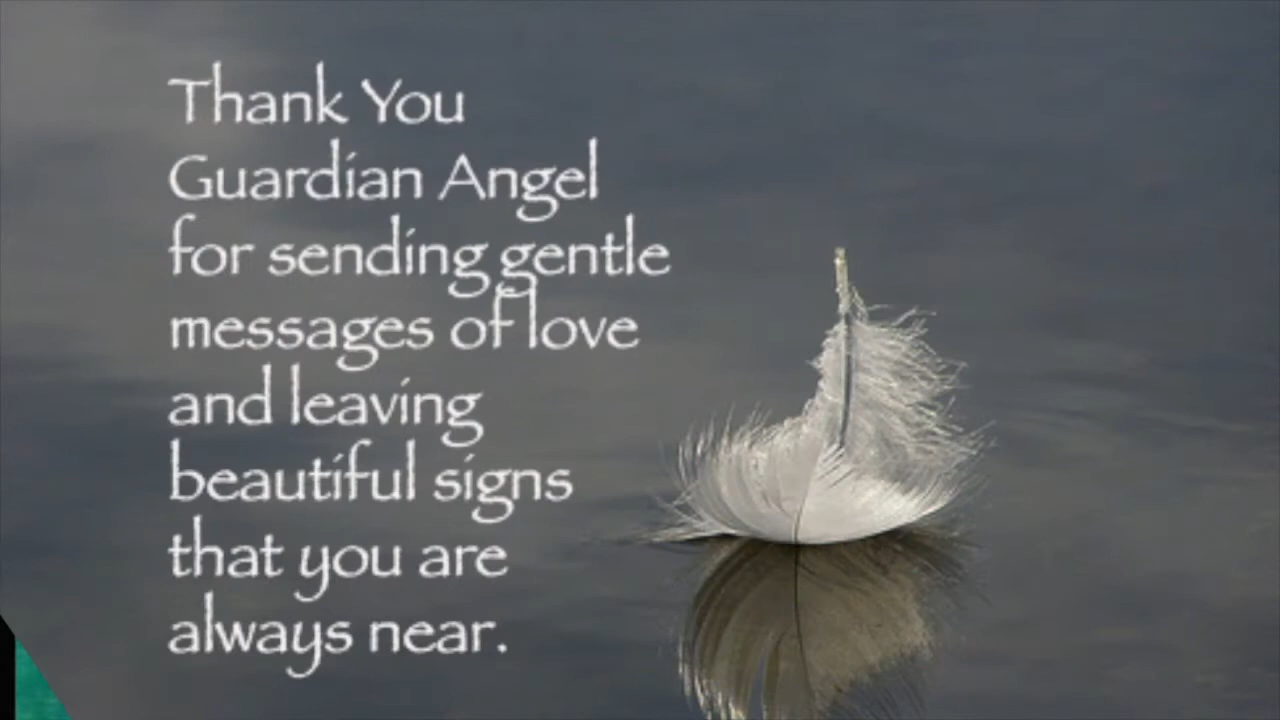 Thank You
Guardian Angel
for sending gentle
messages of love
and leaving
beautiful signs
that you are
always near.